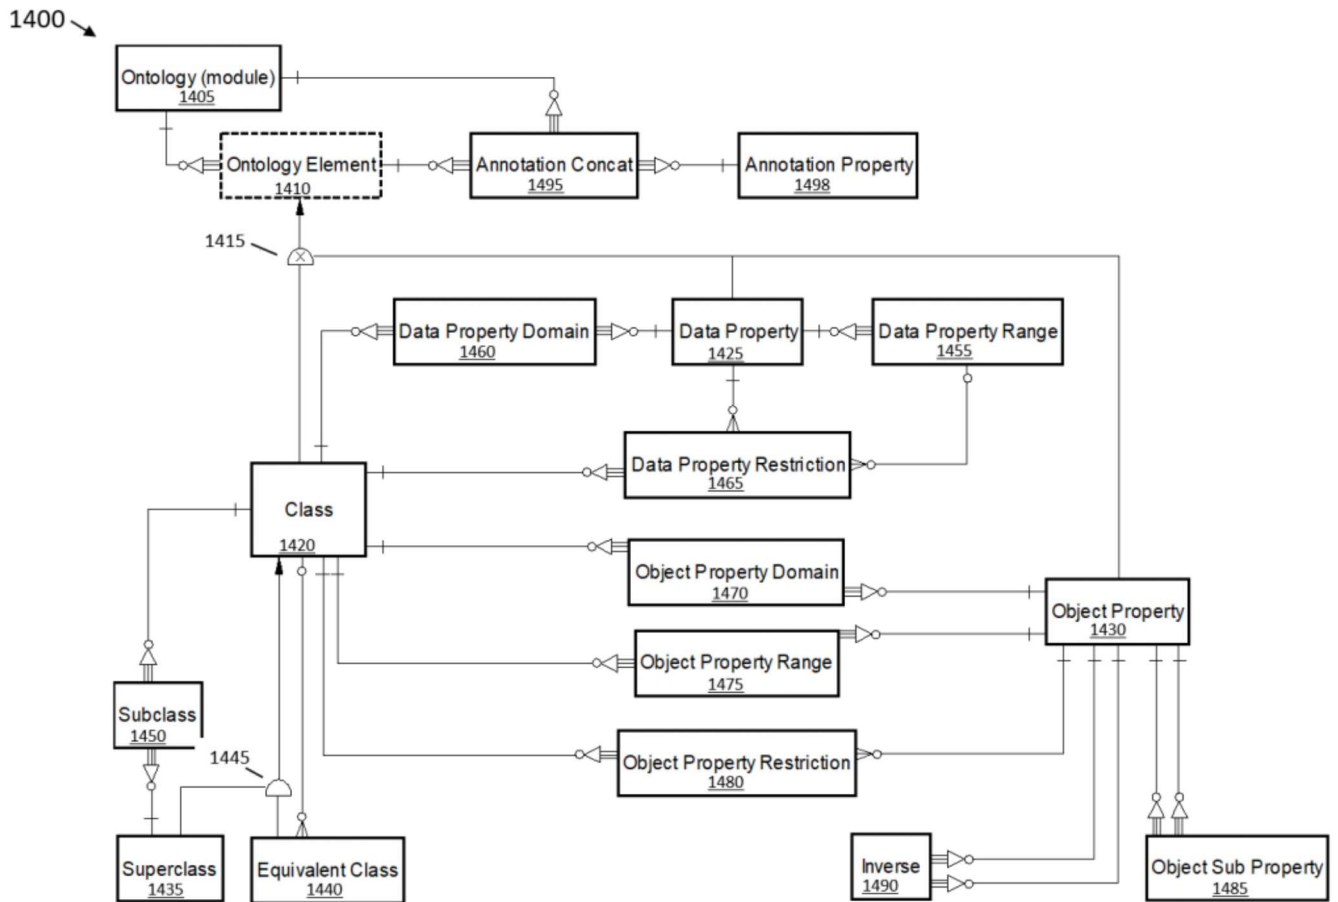 1400
Ontology (module)
1405
Ontology Element
1410
Annotation Concat
1495
Annotation Property
1498
1415
X
Data Property Domain
1460
Data Property
1425
Data Property Range
1455
Data Property Restriction
1465
Class
1420
Object Property Domain
1470
Object Property
1430
Object Property Range
1475
Subclass
1450
1445
Object Property Restriction
1480
Superclass
1435
Equivalent Class
1440
Inverse
1490
Object Sub Property
1485